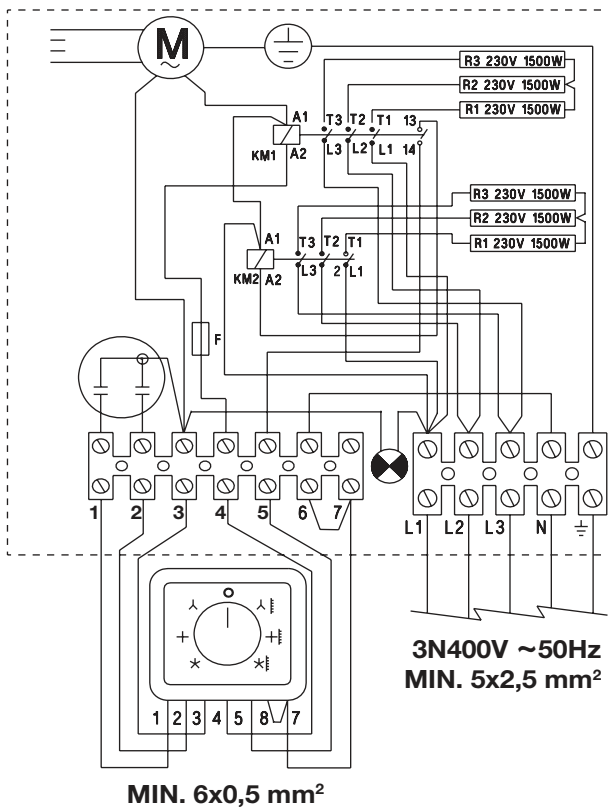 M
~
R3 230V 1500W
R2 230V 1500W
R1 230V 1500W
A1
T3 T2 T1 13
KM1 A2
L3 L2 L1 14
R3 230V 1500W
R2 230V 1500W
R1 230V 1500W
A1
T3 T2 T1
KM2 A2
L3 2 L1
F
1 2 3 4 5 6 7
L1 L2 L3 N
1 2 3 4 5 8 7
3N400V ~50Hz
MIN. 5x2,5 mm²
MIN. 6x0,5 mm²